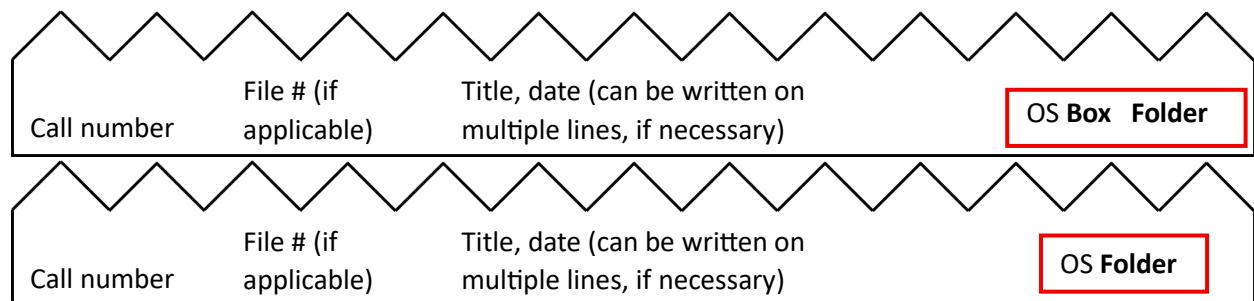 File # (if Title, date (can be written on
Call number applicable) multiple lines, if necessary) OS Box Folder
File # (if Title, date (can be written on
Call number applicable) multiple lines, if necessary) OS Folder